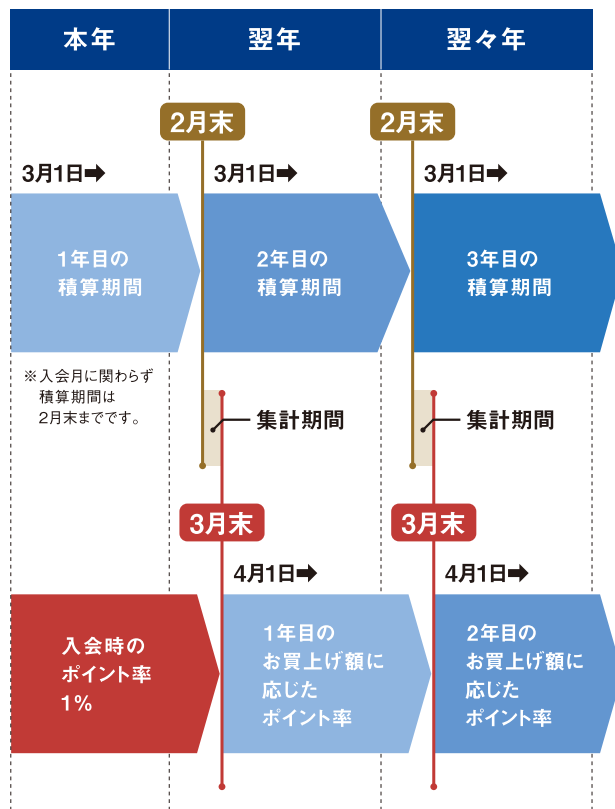 本年
翌年
翌々年
2月末
2月末
3月1日➡
3月1日➡
3月1日➡
1年目の
積算期間
2年目の
積算期間
3年目の
積算期間
※入会月に関わらず
積算期間は
2月末までです。
集計期間
集計期間
3月末
3月末
4月1日➡
4月1日➡
入会時の
ポイント率
1%
1年目の
お買上げ額に
応じた
ポイント率
2年目の
お買上げ額に
応じた
ポイント率